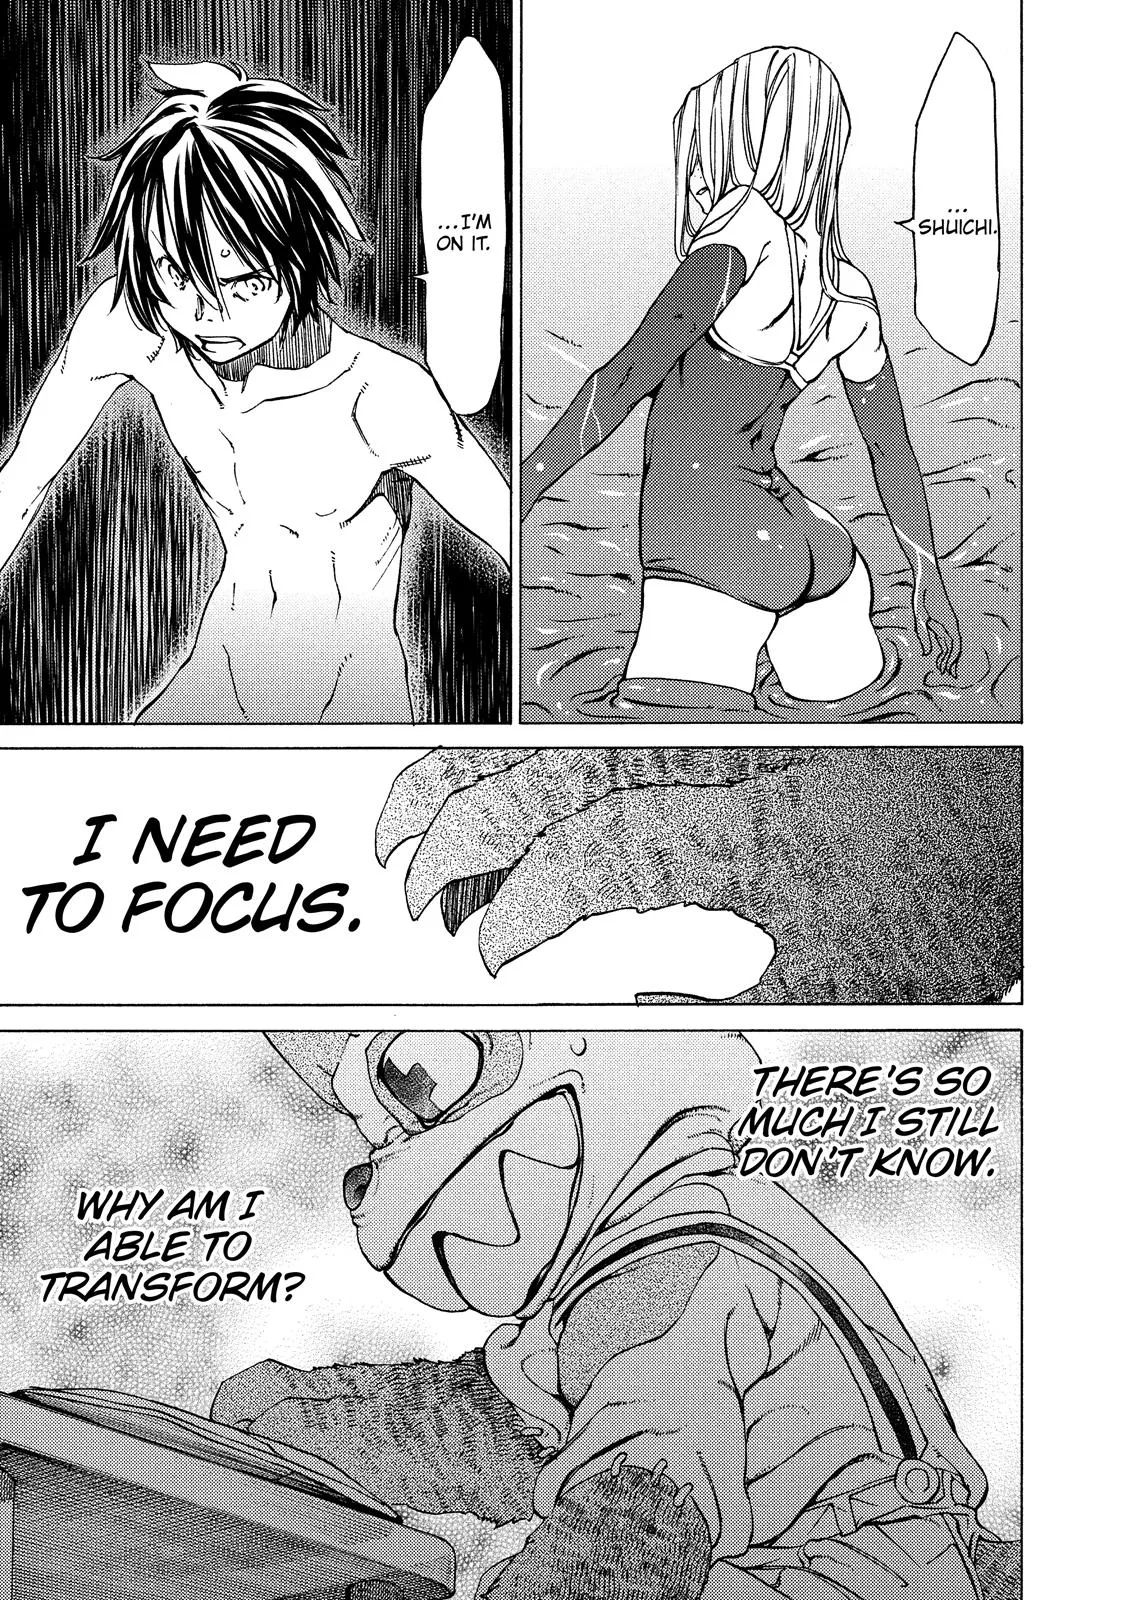 ...
SHUICHI.
...I'M
ON IT.
I NEED
TO FOCUS.
THERE'S SO
MUCH I STILL
DON'T KNOW.
WHY AM I
ABLE TO
TRANSFORM?